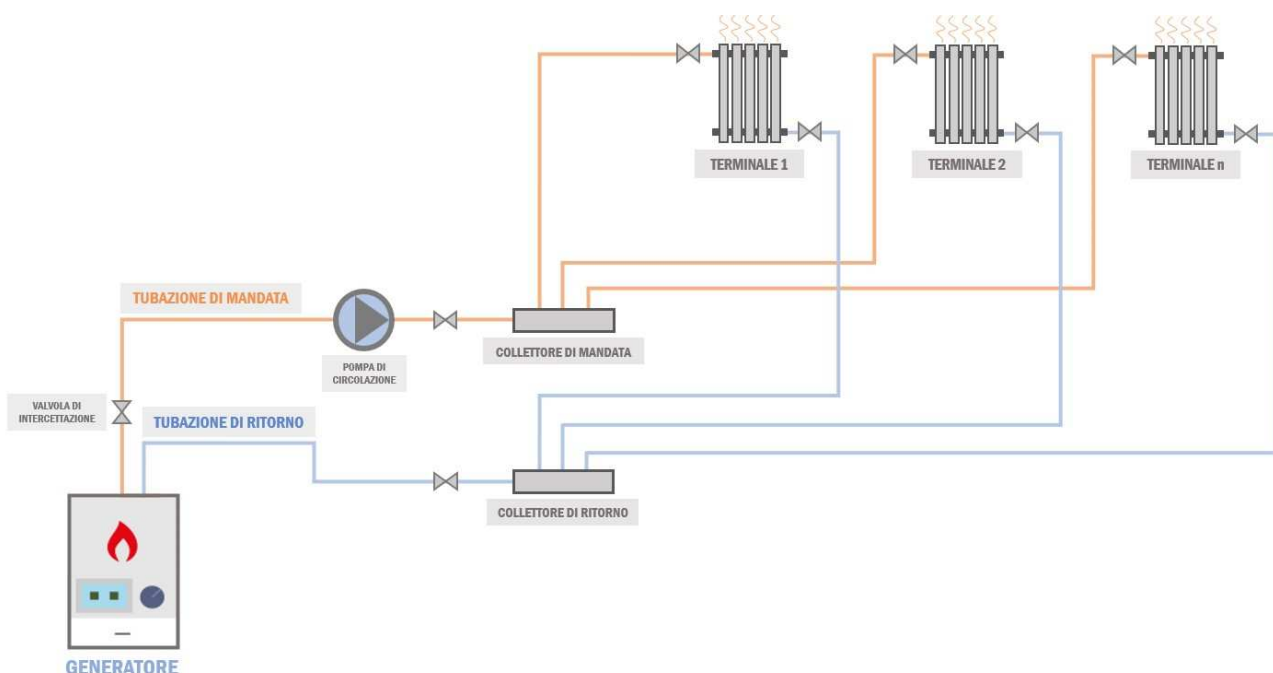 TERMINALE 1
TERMINALE 2
TERMINALE n
TUBAZIONE DI MANDATA
COLLETTORE DI MANDATA
POMPA DI
CIRCOLAZIONE
VALVOLA DI
INTERCETTAZIONE
TUBAZIONE DI RITORNO
COLLETTORE DI RITORNO
GENERATORE